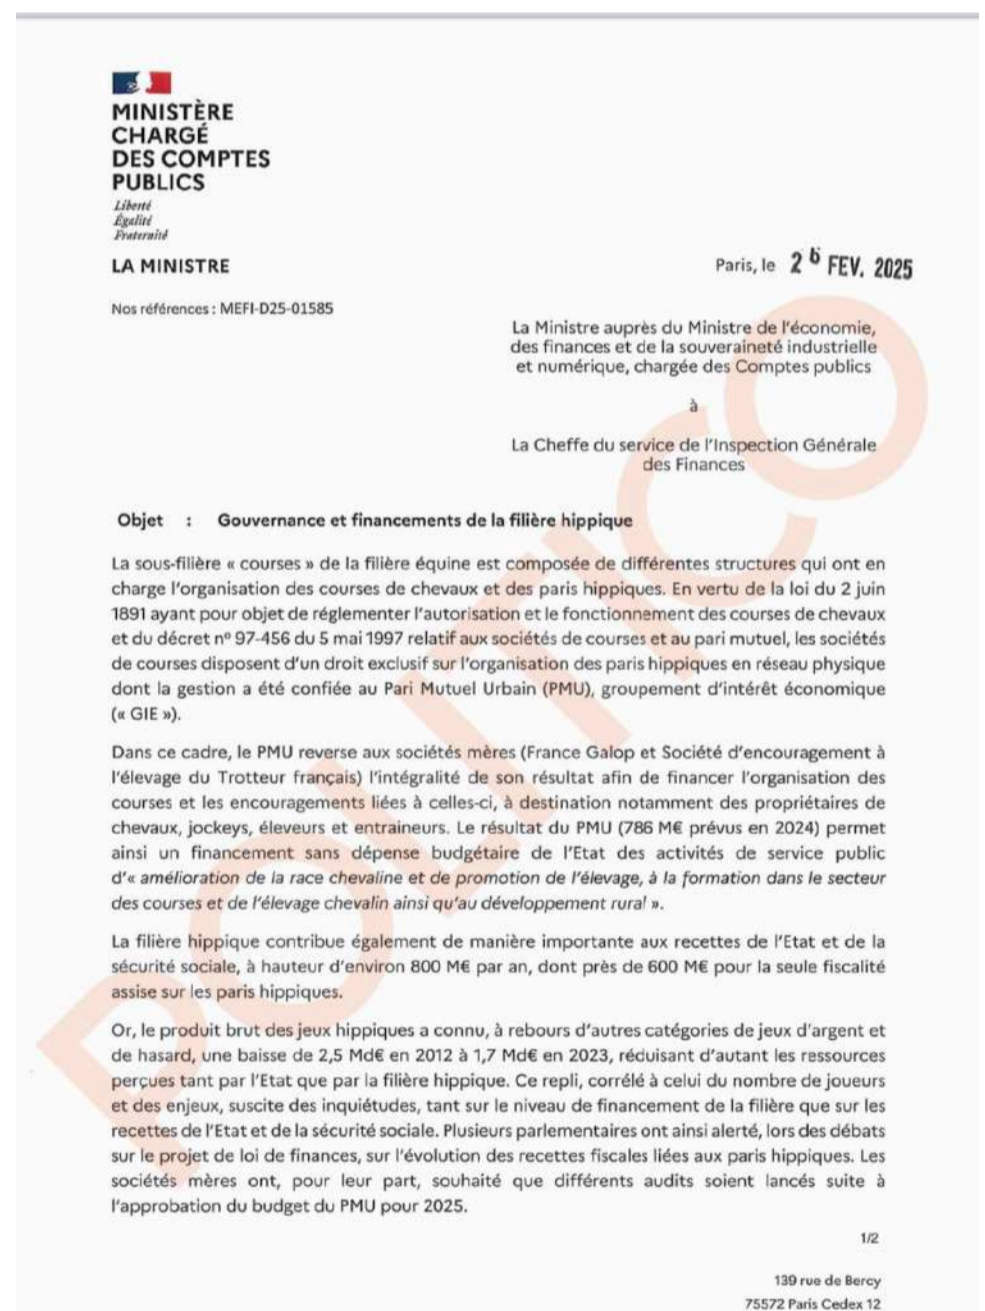 MINISTÈRE
CHARGÉ
DES COMPTES
PUBLICS
Liberté
Égalité
Fraternité
LA MINISTRE
Paris, le 26 FEV. 2025
Nos références : MEFI-D25-01585
La Ministre auprès du Ministre de l'économie,
des finances et de la souveraineté industrielle
et numérique, chargée des Comptes publics
à
La Cheffe du service de l'Inspection Générale
des Finances
Objet : Gouvernance et financements de la filière hippique
La sous-filière « courses » de la filière équine est composée de différentes structures qui ont en
charge l'organisation des courses de chevaux et des paris hippiques. En vertu de la loi du 2 juin
1891 ayant pour objet de réglementer l'autorisation et le fonctionnement des courses de chevaux
et du décret nº 97-456 du 5 mai 1997 relatif aux sociétés de courses et au pari mutuel, les sociétés
de courses disposent d'un droit exclusif sur l'organisation des paris hippiques en réseau physique
dont la gestion a été confiée au Pari Mutuel Urbain (PMU), groupement d'intérêt économique
(« GIE »).
Dans ce cadre, le PMU reverse aux sociétés mères (France Galop et Société d'encouragement à
l'élevage du Trotteur français) l'intégralité de son résultat afin de financer l'organisation des
courses et les encouragements liées à celles-ci, à destination notamment des propriétaires de
chevaux, jockeys, éleveurs et entraineurs. Le résultat du PMU (786 M€ prévus en 2024) permet
ainsi un financement sans dépense budgétaire de l'Etat des activités de service public
d'« amélioration de la race chevaline et de promotion de l'élevage, à la formation dans le secteur
des courses et de l'élevage chevalin ainsi qu'au développement rural ».
La filière hippique contribue également de manière importante aux recettes de l'Etat et de la
sécurité sociale, à hauteur d'environ 800 M€ par an, dont près de 600 M€ pour la seule fiscalité
assise sur les paris hippiques.
Or, le produit brut des jeux hippiques a connu, à rebours d'autres catégories de jeux d'argent et
de hasard, une baisse de 2,5 Md€ en 2012 à 1,7 Md€ en 2023, réduisant d'autant les ressources
perçues tant par l'Etat que par la filière hippique. Ce repli, corrélé à celui du nombre de joueurs
et des enjeux, suscite des inquiétudes, tant sur le niveau de financement de la filière que sur les
recettes de l'Etat et de la sécurité sociale. Plusieurs parlementaires ont ainsi alerté, lors des débats
sur le projet de loi de finances, sur l'évolution des recettes fiscales liées aux paris hippiques. Les
sociétés mères ont, pour leur part, souhaité que différents audits soient lancés suite à
l'approbation du budget du PMU pour 2025.
1/2
139 rue de Bercy
75572 Paris Cedex 12
POLITICO